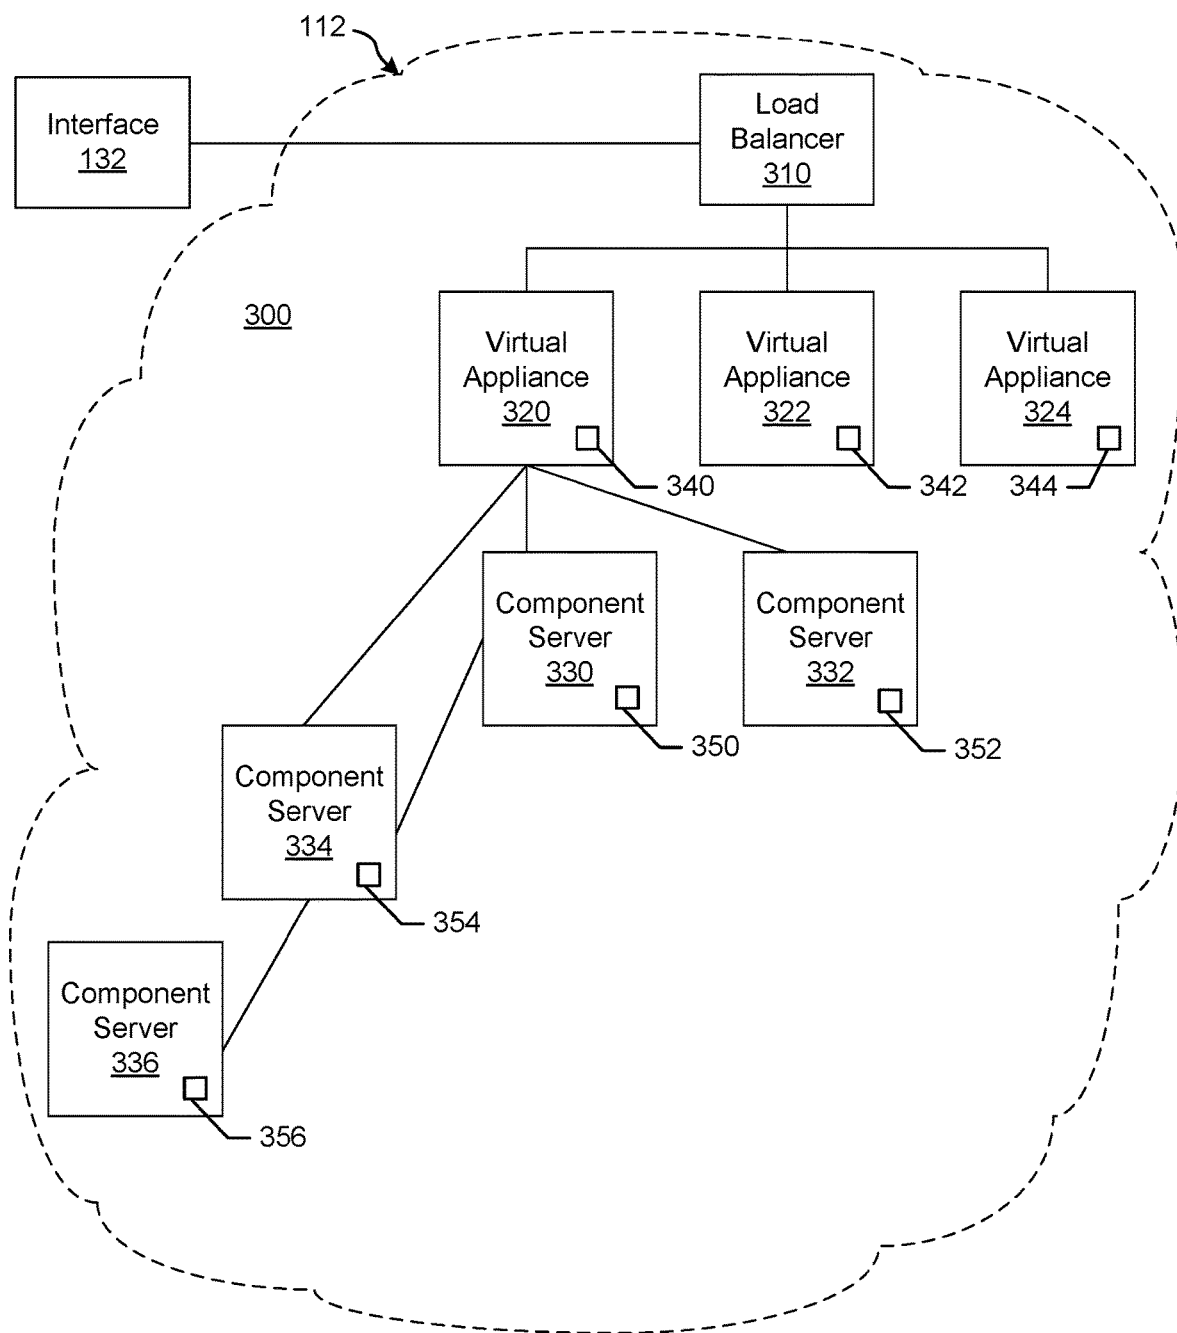 112
Interface
132
Load
Balancer
310
300
Virtual
Appliance
320
Virtual
Appliance
322
Virtual
Appliance
324
340
342
344
Component
Server
330
Component
Server
332
350
352
Component
Server
334
354
Component
Server
336
356